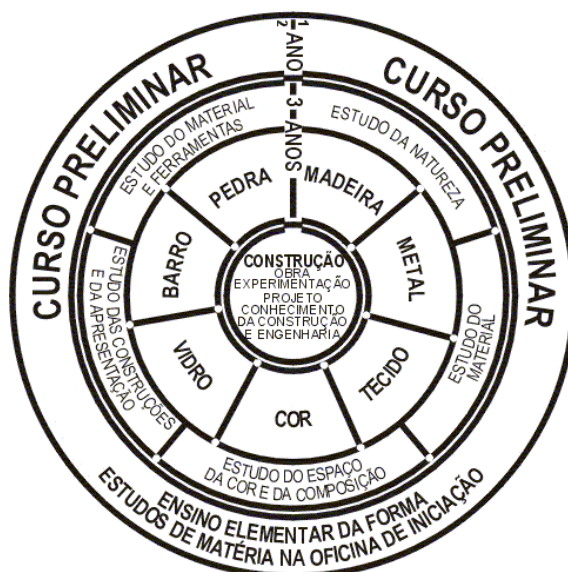 CURSO PRELIMINAR
1/2 ANO
CURSO PRELIMINAR
3 ANOS
ESTUDO DO MATERIAL
E FERRAMENTAS
ESTUDO DA NATUREZA
PEDRA
MADEIRA
BARRO
METAL
CONSTRUÇÃO
OBRA
EXPERIMENTAÇÃO
PROJETO
CONHECIMENTO
DA CONSTRUÇÃO
E ENGENHARIA
ESTUDO DAS CONSTRUÇÕES
E DA APRESENTAÇÃO
ESTUDO DO
MATERIAL
VIDRO
TECIDO
COR
ESTUDO DO ESPAÇO
DA COR E DA COMPOSIÇÃO
ENSINO ELEMENTAR DA FORMA
ESTUDOS DE MATÉRIA NA OFICINA DE INICIAÇÃO